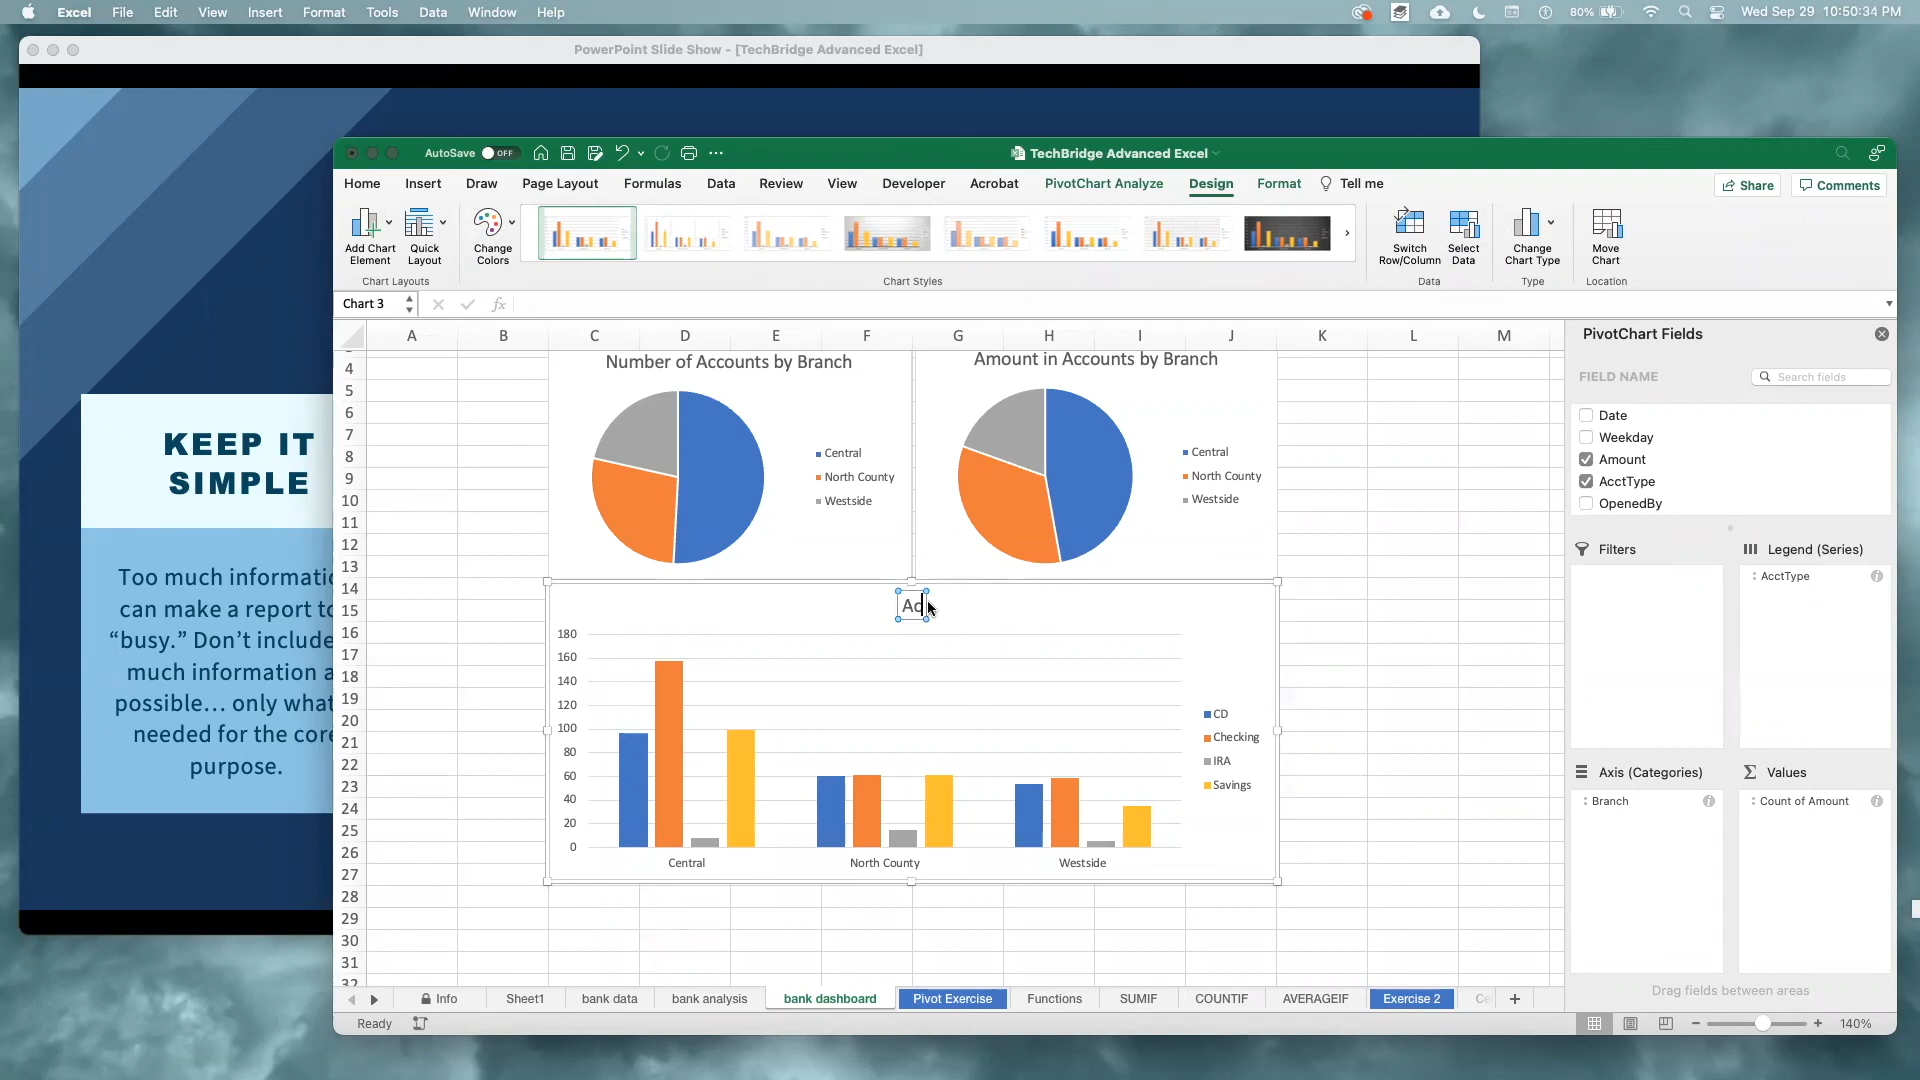 Excel File Edit View Insert Format Tools Data Window Help 80% Wed Sep 29 10:50:34 PM
PowerPoint Slide Show - [TechBridge Advanced Excel]
KEEP IT
SIMPLE
Too much informatic
can make a report to
"busy." Don't include
much information a
possible... only what
needed for the core
purpose.
AutoSave OFF TechBridge Advanced Excel
Home Insert Draw Page Layout Formulas Data Review View Developer Acrobat PivotChart Analyze Design Format Tell me Share Comments
Add Chart
Element
Quick
Layout
Change
Colors
Switch
Row/Column
Select
Data
Change
Chart Type
Move
Chart
Chart Layouts Chart Styles Data Type Location
Chart 3 fx
A B C D E F G H I J K L M
4
5
6
7
8
9
10
11
12
13
14
15
16
17
18
19
20
21
22
23
24
25
26
27
28
29
30
31
32
Number of Accounts by Branch
Central
North County
Westside
Amount in Accounts by Branch
Central
North County
Westside
Ac
180
160
140
120
100
80
60
40
20
0
Central North County Westside
CD
Checking
IRA
Savings
PivotChart Fields
FIELD NAME Search fields
Date
Weekday
Amount
AcctType
OpenedBy
Filters
Legend (Series)
AcctType
Axis (Categories)
Branch
Values
Count of Amount
Drag fields between areas
Info Sheet1 bank data bank analysis bank dashboard Pivot Exercise Functions SUMIF COUNTIF AVERAGEIF Exercise 2 Ce
Ready 140%